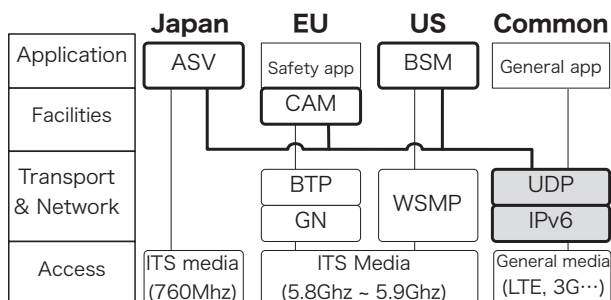 Japan EU US Common
Application ASV Safety app BSM General app
Facilities CAM
Transport
& Network
BTP WSMP UDP
GN IPv6
Access
ITS media ITS Media General media
(760Mhz) (5.8Ghz ~ 5.9Ghz) (LTE, 3G⋯)